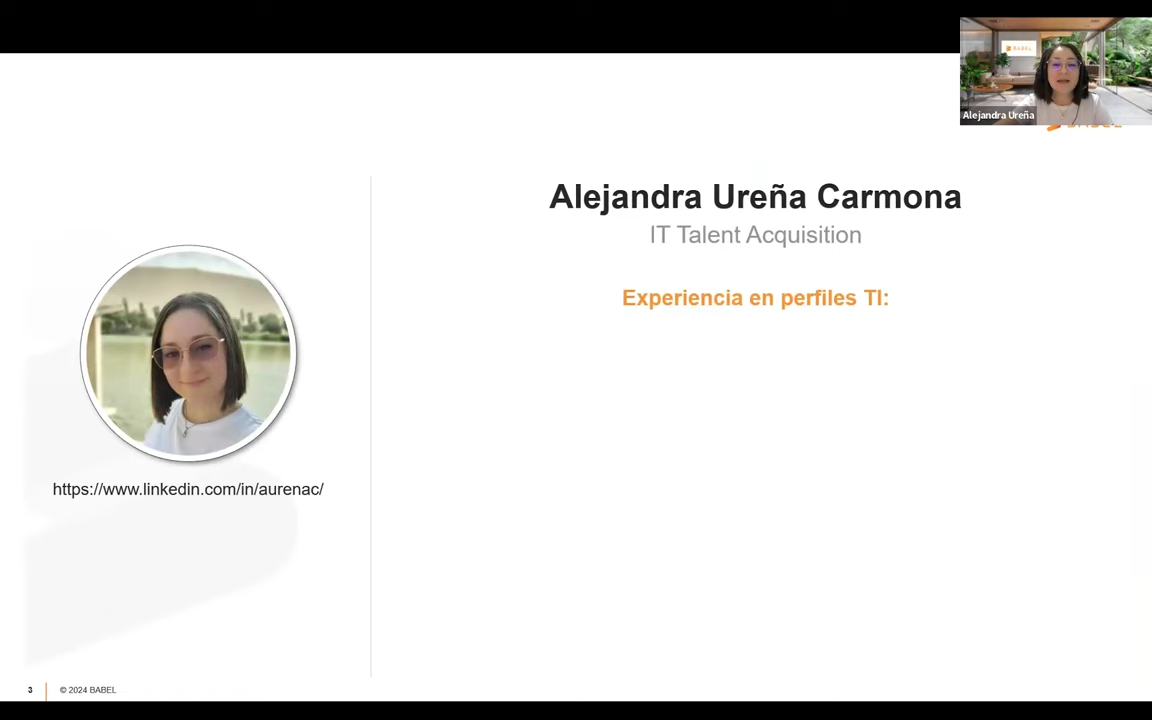 BABEL
Alejandra Ureña
Alejandra Ureña Carmona
IT Talent Acquisition
Experiencia en perfiles TI:
https://www.linkedin.com/in/aurenac/
3
© 2024 BABEL